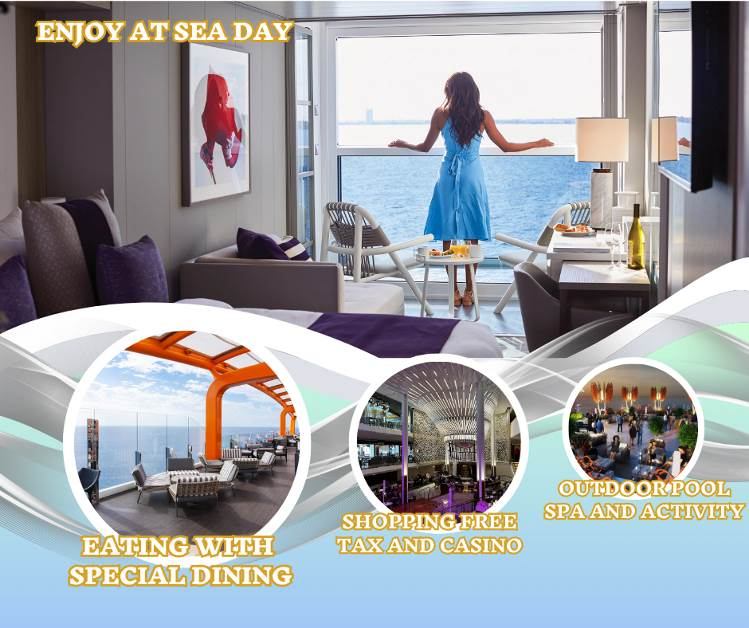 ENJOY AT SEA DAY
EATING WITH
SPECIAL DINING
SHOPPING FREE
TAX AND CASINO
OUTDOOR POOL
SPA AND ACTIVITY